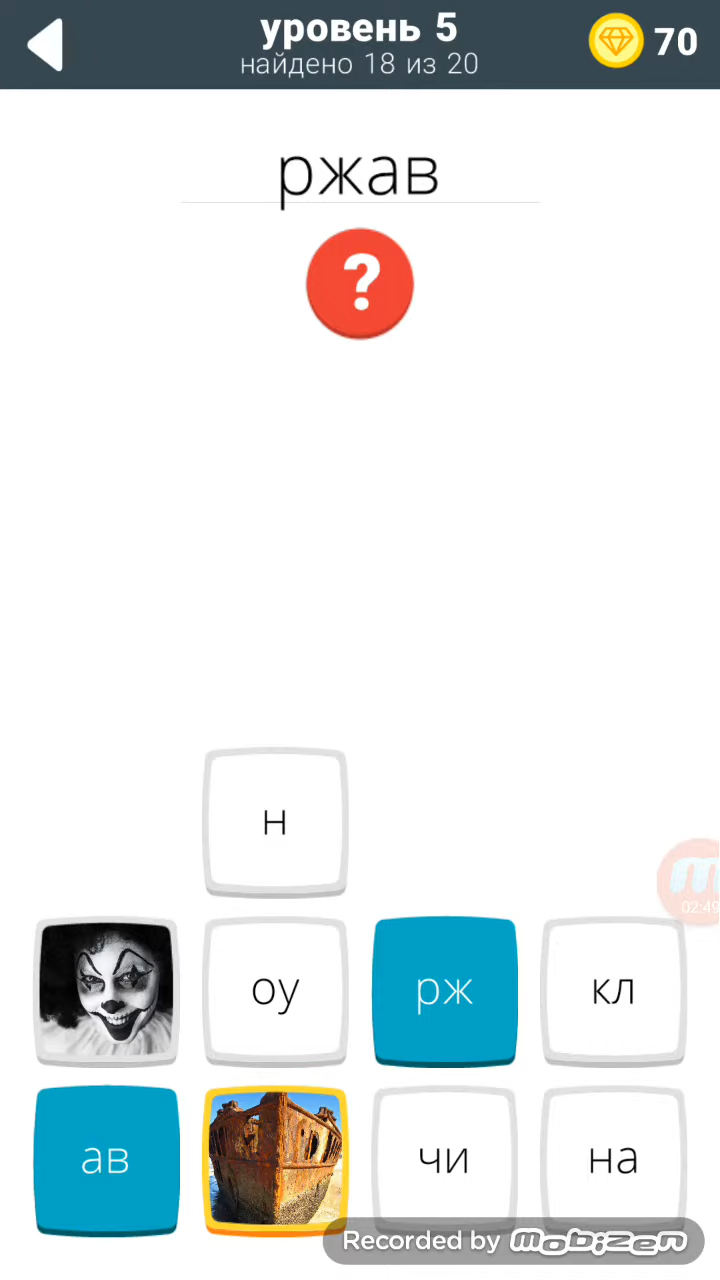 уровень 5
70
найдено 18 из 20
ржав
?
н
оу
рж
кл
02:49
ав
чи
на
Recorded by Mobizen